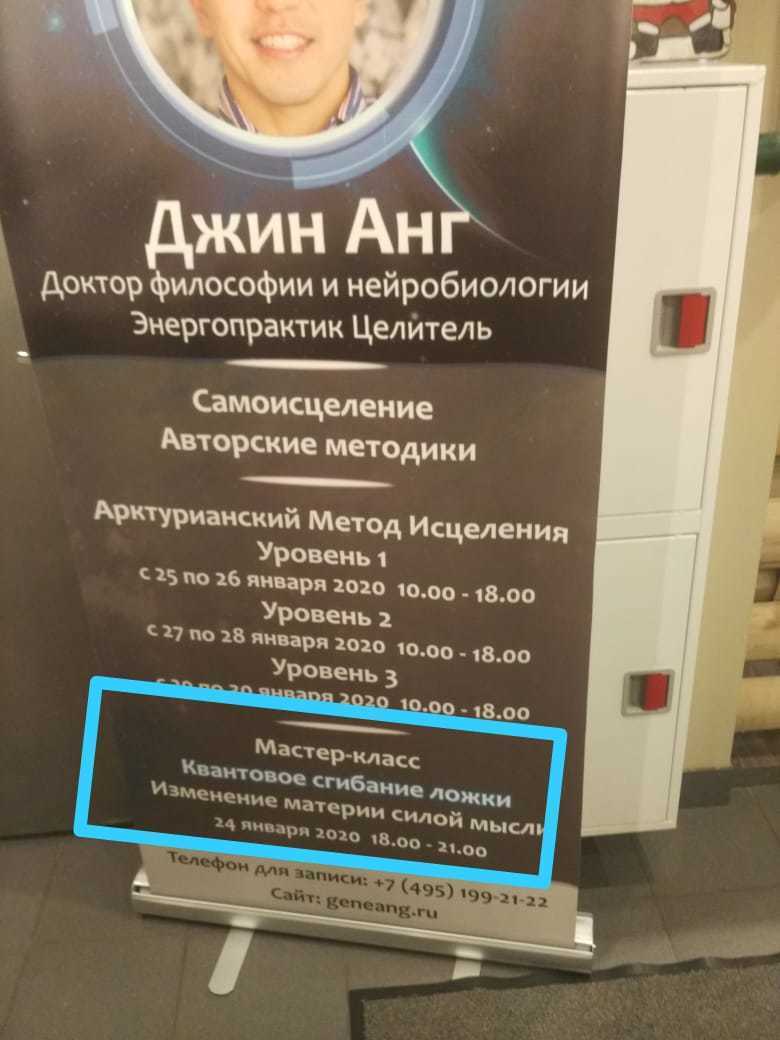 Джин Анг
Доктор философии и нейробиологии
Энергопрактик Целитель
Самоисцеление
Авторские методики
Арктурианский Метод Исцеления
Уровень 1
с 25 по 26 января 2020 10.00 - 18.00
Уровень 2
с 27 по 28 января 2020 10.00 - 18.00
Уровень 3
января 2020 10.00 - 18.00
Мастер-класс
Квантовое сгибание ложки
Изменение материи силой мысли
24 января 2020 18.00 - 21.00
Телефон для записи: +7 (495) 199-21-22
Сайт: geneang.ru